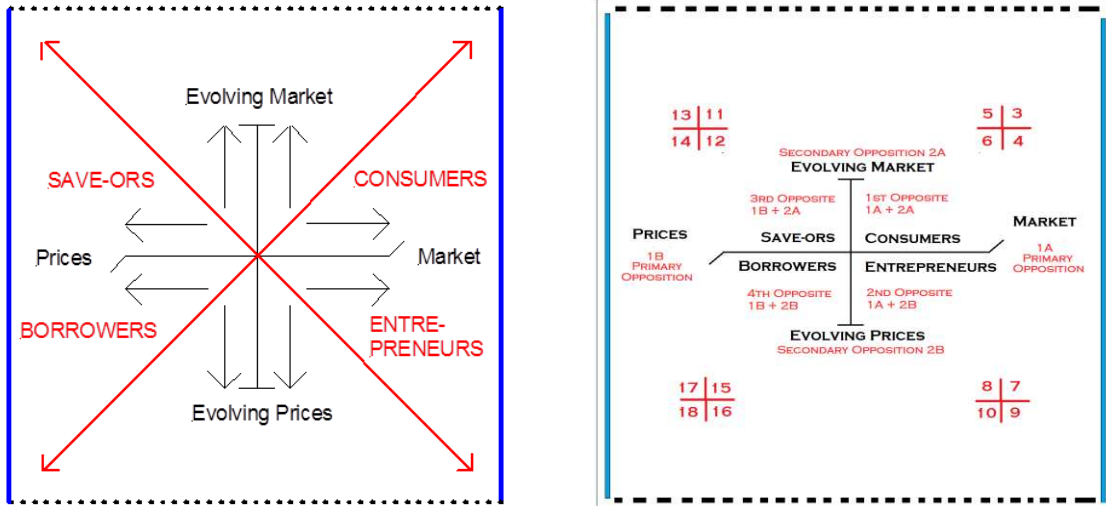 Evolving Market
SAVE-ORS
CONSUMERS
Prices
Market
BORROWERS
ENTRE-
PRENEURS
Evolving Prices
13 11
14 12
5 3
6 4
SECONDARY OPPOSITION 2A
EVOLVING MARKET
3RD OPPOSITE
1B + 2A
1ST OPPOSITE
1A + 2A
PRICES
1B
PRIMARY
OPPOSITION
SAVE-ORS
CONSUMERS
MARKET
1A
PRIMARY
OPPOSITION
BORROWERS
ENTREPRENEURS
4TH OPPOSITE
1B + 2B
2ND OPPOSITE
1A + 2B
EVOLVING PRICES
SECONDARY OPPOSITION 2B
17 15
18 16
8 7
10 9